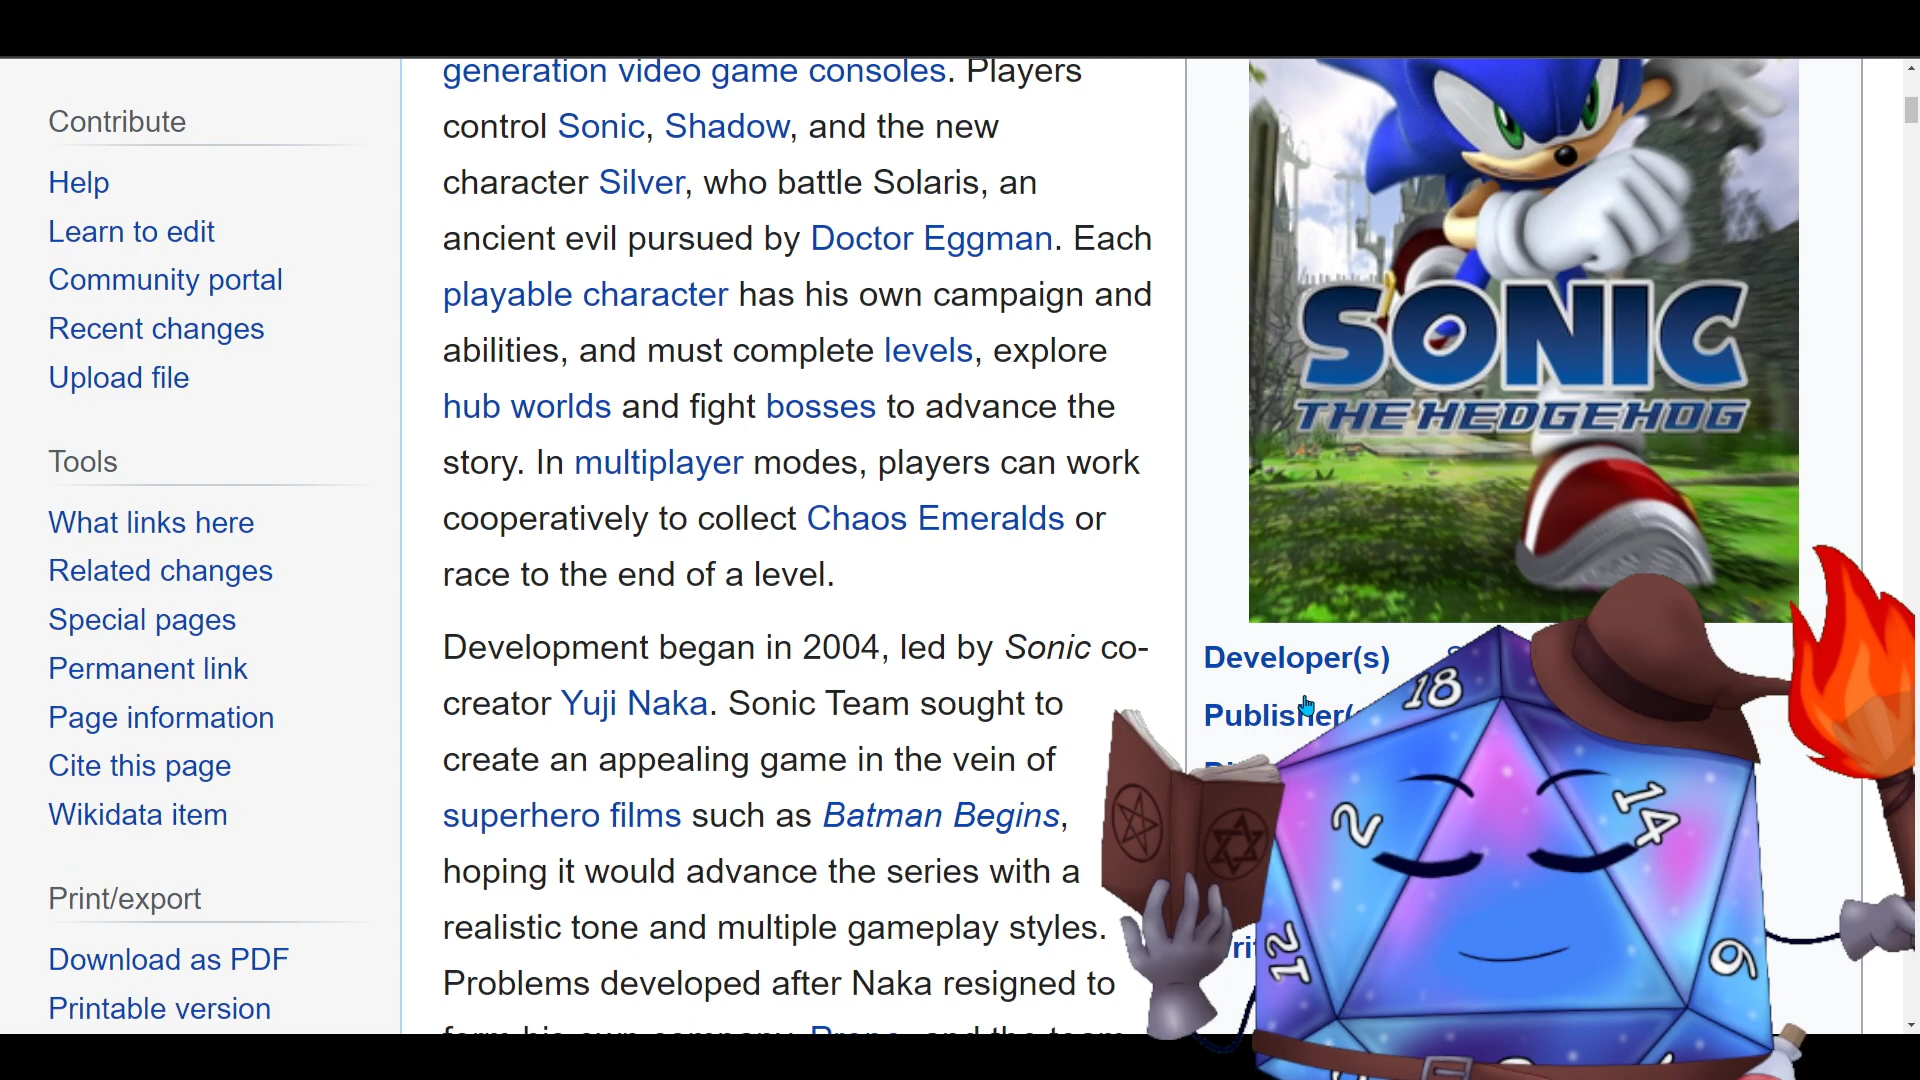 Contribute
Help
Learn to edit
Community portal
Recent changes
Upload file
Tools
What links here
Related changes
Special pages
Permanent link
Page information
Cite this page
Wikidata item
Print/export
Download as PDF
Printable version
generation video game consoles. Players
control Sonic, Shadow, and the new
character Silver, who battle Solaris, an
ancient evil pursued by Doctor Eggman. Each
playable character has his own campaign and
abilities, and must complete levels, explore
hub worlds and fight bosses to advance the
story. In multiplayer modes, players can work
cooperatively to collect Chaos Emeralds or
race to the end of a level.
Development began in 2004, led by Sonic co-
creator Yuji Naka. Sonic Team sought to
create an appealing game in the vein of
superhero films such as Batman Begins,
hoping it would advance the series with a
realistic tone and multiple gameplay styles.
Problems developed after Naka resigned to
SONIC
THE HEDGEHOG
Developer(s)
Publisher(
18
2
14
12
9